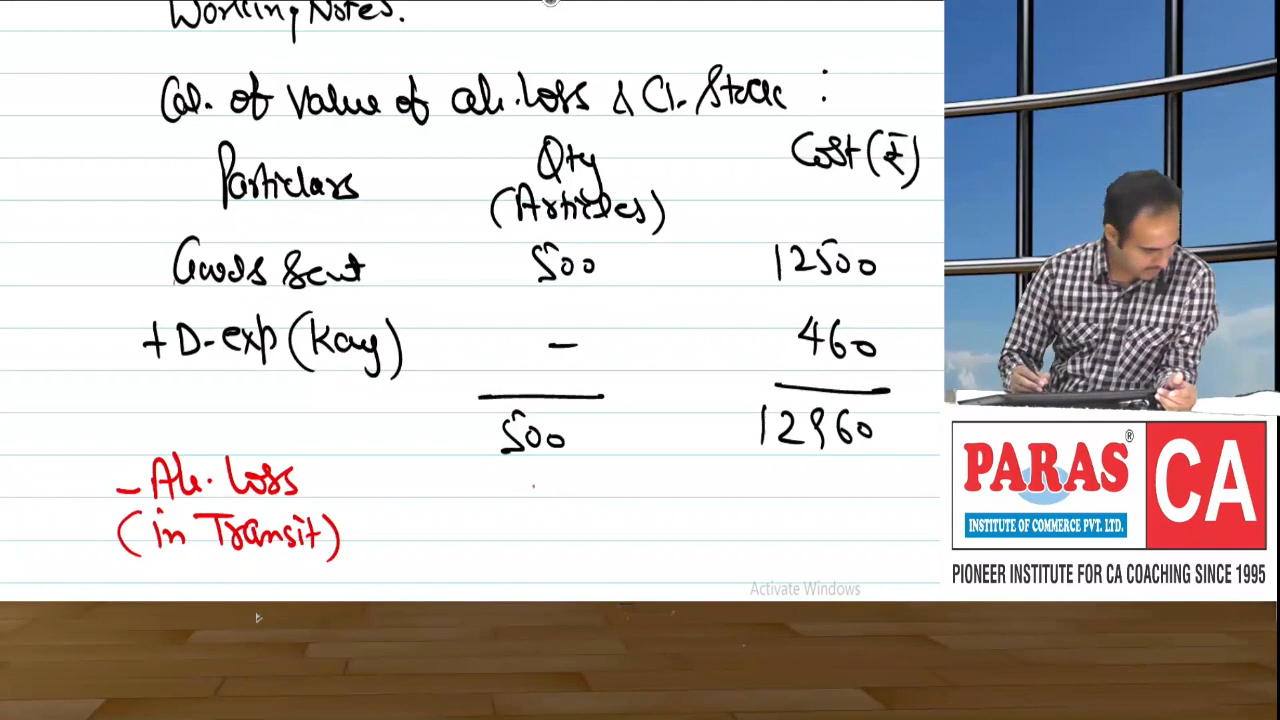 Working Notes.
Cal. of Value of ab. Loss & Cl. Stock :
Particlars Qty (Articles) Cost (₹)
Goods Sent 500 12500
+ D-exp (Kay) – 460
500 12960
- Ab. Loss
(in Transit)
PARAS®
INSTITUTE OF COMMERCE PVT. LTD.
CA
PIONEER INSTITUTE FOR CA COACHING SINCE 1995
Activate Windows